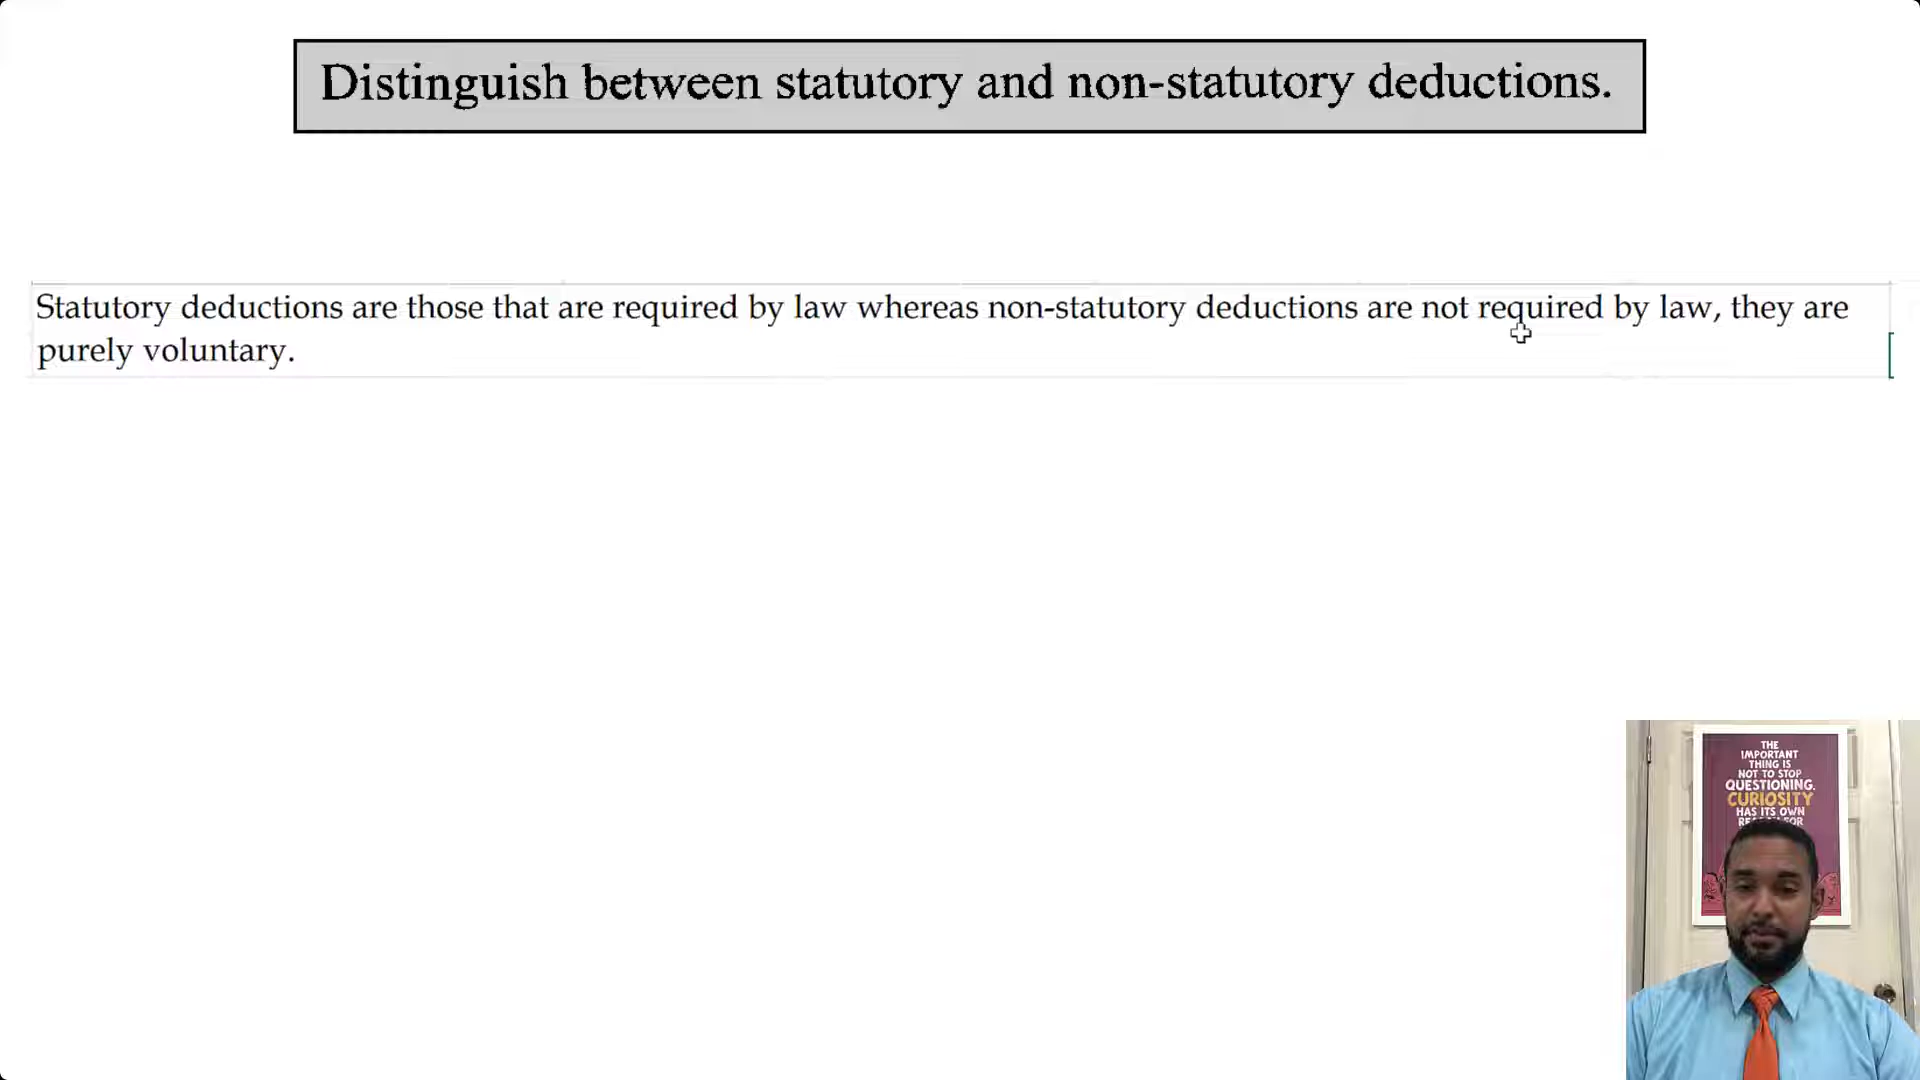 Distinguish between statutory and non-statutory deductions.
Statutory deductions are those that are required by law whereas non-statutory deductions are not required by law, they are
purely voluntary.
THE
IMPORTANT
THING IS
NOT TO STOP
QUESTIONING.
CURIOSITY
HAS ITS OWN
FOR